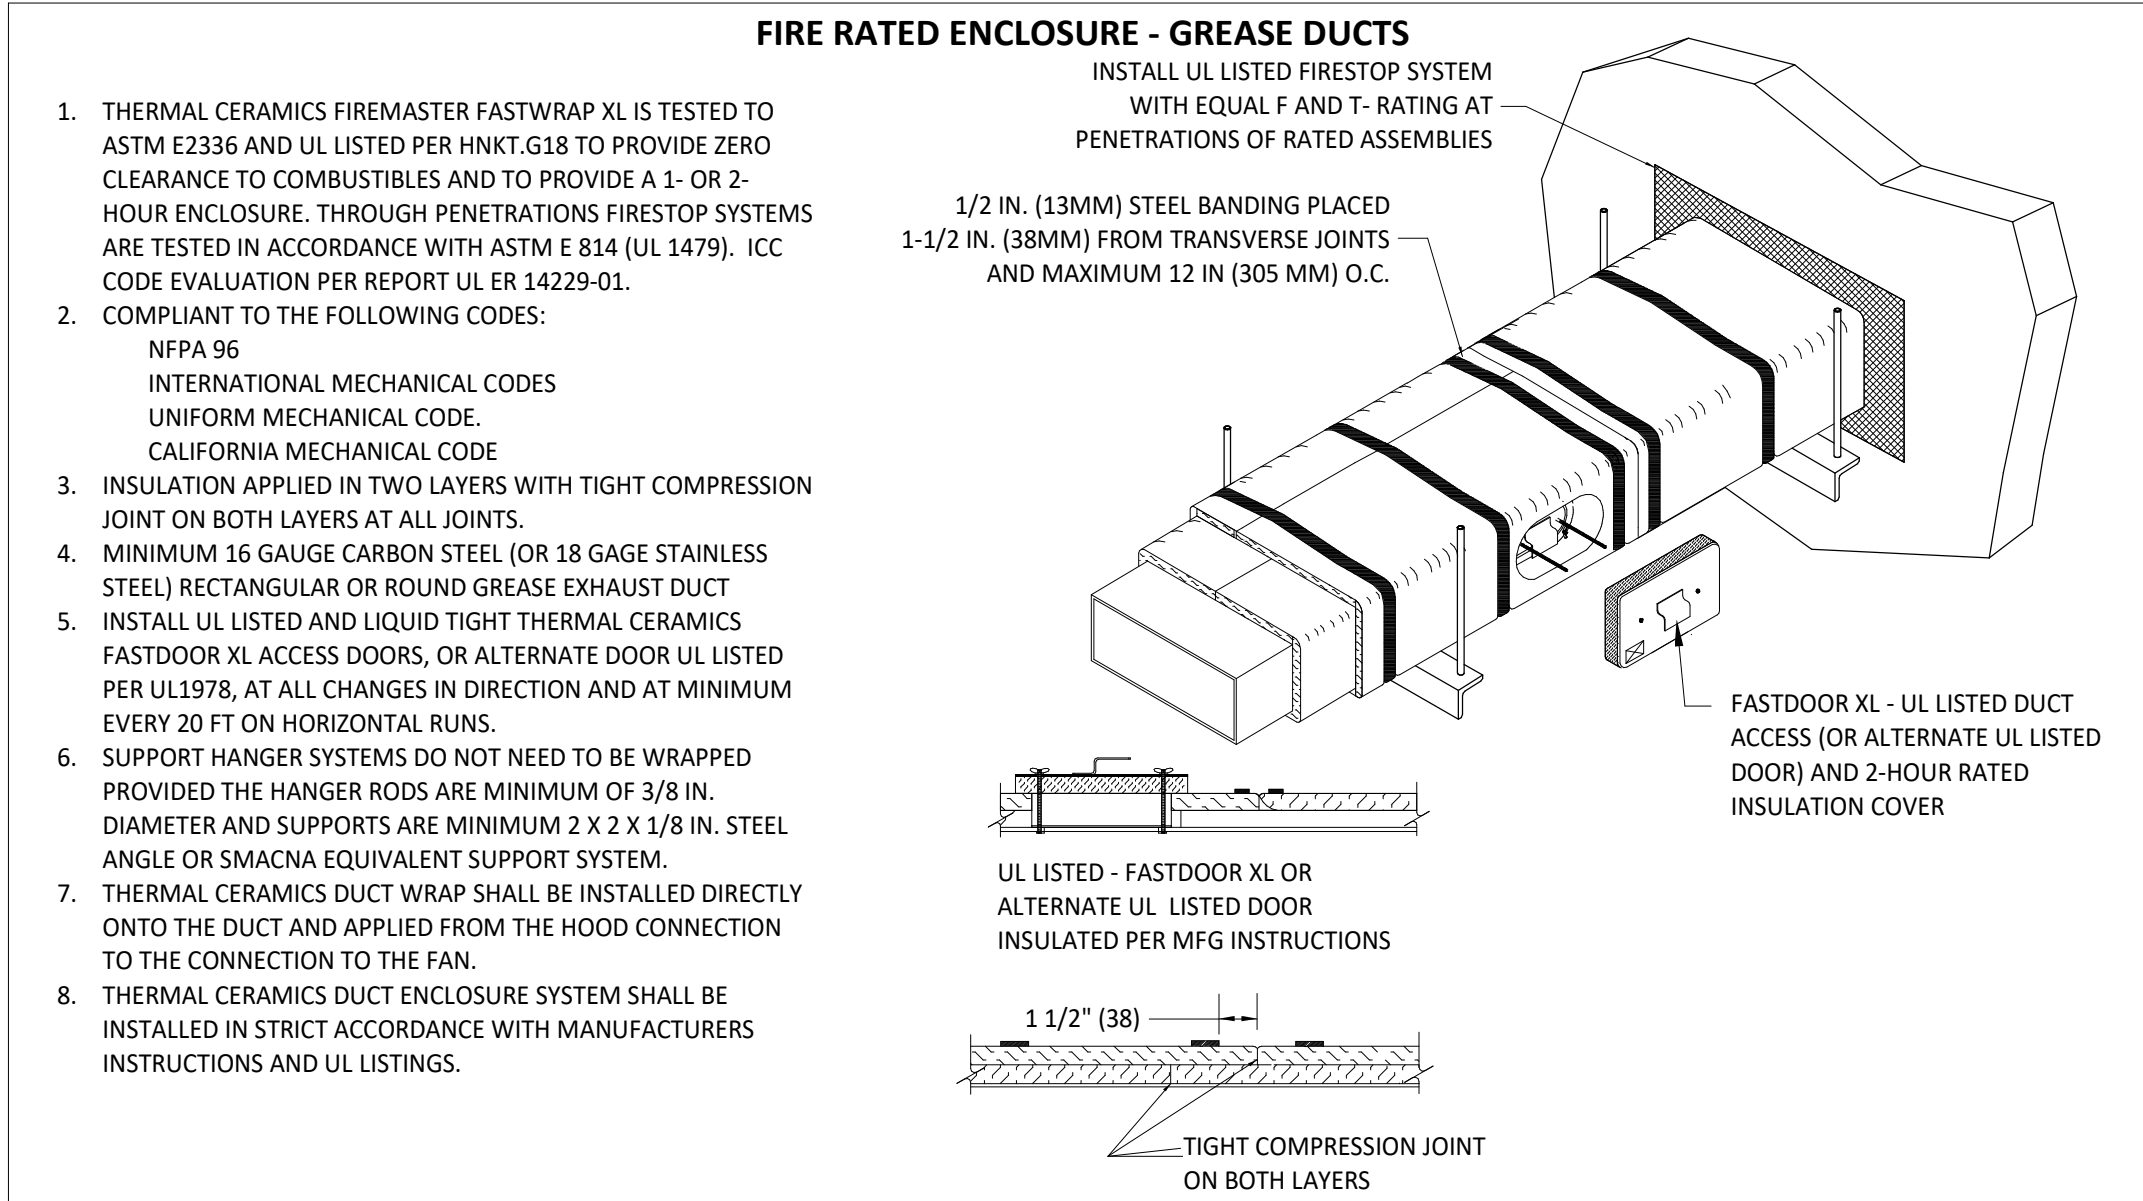 FIRE RATED ENCLOSURE - GREASE DUCTS
1. THERMAL CERAMICS FIREMASTER FASTWRAP XL IS TESTED TO
ASTM E2336 AND UL LISTED PER HNKT.G18 TO PROVIDE ZERO
CLEARANCE TO COMBUSTIBLES AND TO PROVIDE A 1- OR 2-
HOUR ENCLOSURE. THROUGH PENETRATIONS FIRESTOP SYSTEMS
ARE TESTED IN ACCORDANCE WITH ASTM E 814 (UL 1479). ICC
CODE EVALUATION PER REPORT UL ER 14229-01.
2. COMPLIANT TO THE FOLLOWING CODES:
NFPA 96
INTERNATIONAL MECHANICAL CODES
UNIFORM MECHANICAL CODE.
CALIFORNIA MECHANICAL CODE
3. INSULATION APPLIED IN TWO LAYERS WITH TIGHT COMPRESSION
JOINT ON BOTH LAYERS AT ALL JOINTS.
4. MINIMUM 16 GAUGE CARBON STEEL (OR 18 GAGE STAINLESS
STEEL) RECTANGULAR OR ROUND GREASE EXHAUST DUCT
5. INSTALL UL LISTED AND LIQUID TIGHT THERMAL CERAMICS
FASTDOOR XL ACCESS DOORS, OR ALTERNATE DOOR UL LISTED
PER UL1978, AT ALL CHANGES IN DIRECTION AND AT MINIMUM
EVERY 20 FT ON HORIZONTAL RUNS.
6. SUPPORT HANGER SYSTEMS DO NOT NEED TO BE WRAPPED
PROVIDED THE HANGER RODS ARE MINIMUM OF 3/8 IN.
DIAMETER AND SUPPORTS ARE MINIMUM 2 X 2 X 1/8 IN. STEEL
ANGLE OR SMACNA EQUIVALENT SUPPORT SYSTEM.
7. THERMAL CERAMICS DUCT WRAP SHALL BE INSTALLED DIRECTLY
ONTO THE DUCT AND APPLIED FROM THE HOOD CONNECTION
TO THE CONNECTION TO THE FAN.
8. THERMAL CERAMICS DUCT ENCLOSURE SYSTEM SHALL BE
INSTALLED IN STRICT ACCORDANCE WITH MANUFACTURERS
INSTRUCTIONS AND UL LISTINGS.
INSTALL UL LISTED FIRESTOP SYSTEM
WITH EQUAL F AND T- RATING AT
PENETRATIONS OF RATED ASSEMBLIES
1/2 IN. (13MM) STEEL BANDING PLACED
1-1/2 IN. (38MM) FROM TRANSVERSE JOINTS
AND MAXIMUM 12 IN (305 MM) O.C.
FASTDOOR XL - UL LISTED DUCT
ACCESS (OR ALTERNATE UL LISTED
DOOR) AND 2-HOUR RATED
INSULATION COVER
UL LISTED - FASTDOOR XL OR
ALTERNATE UL LISTED DOOR
INSULATED PER MFG INSTRUCTIONS
1 1/2" (38)
TIGHT COMPRESSION JOINT
ON BOTH LAYERS